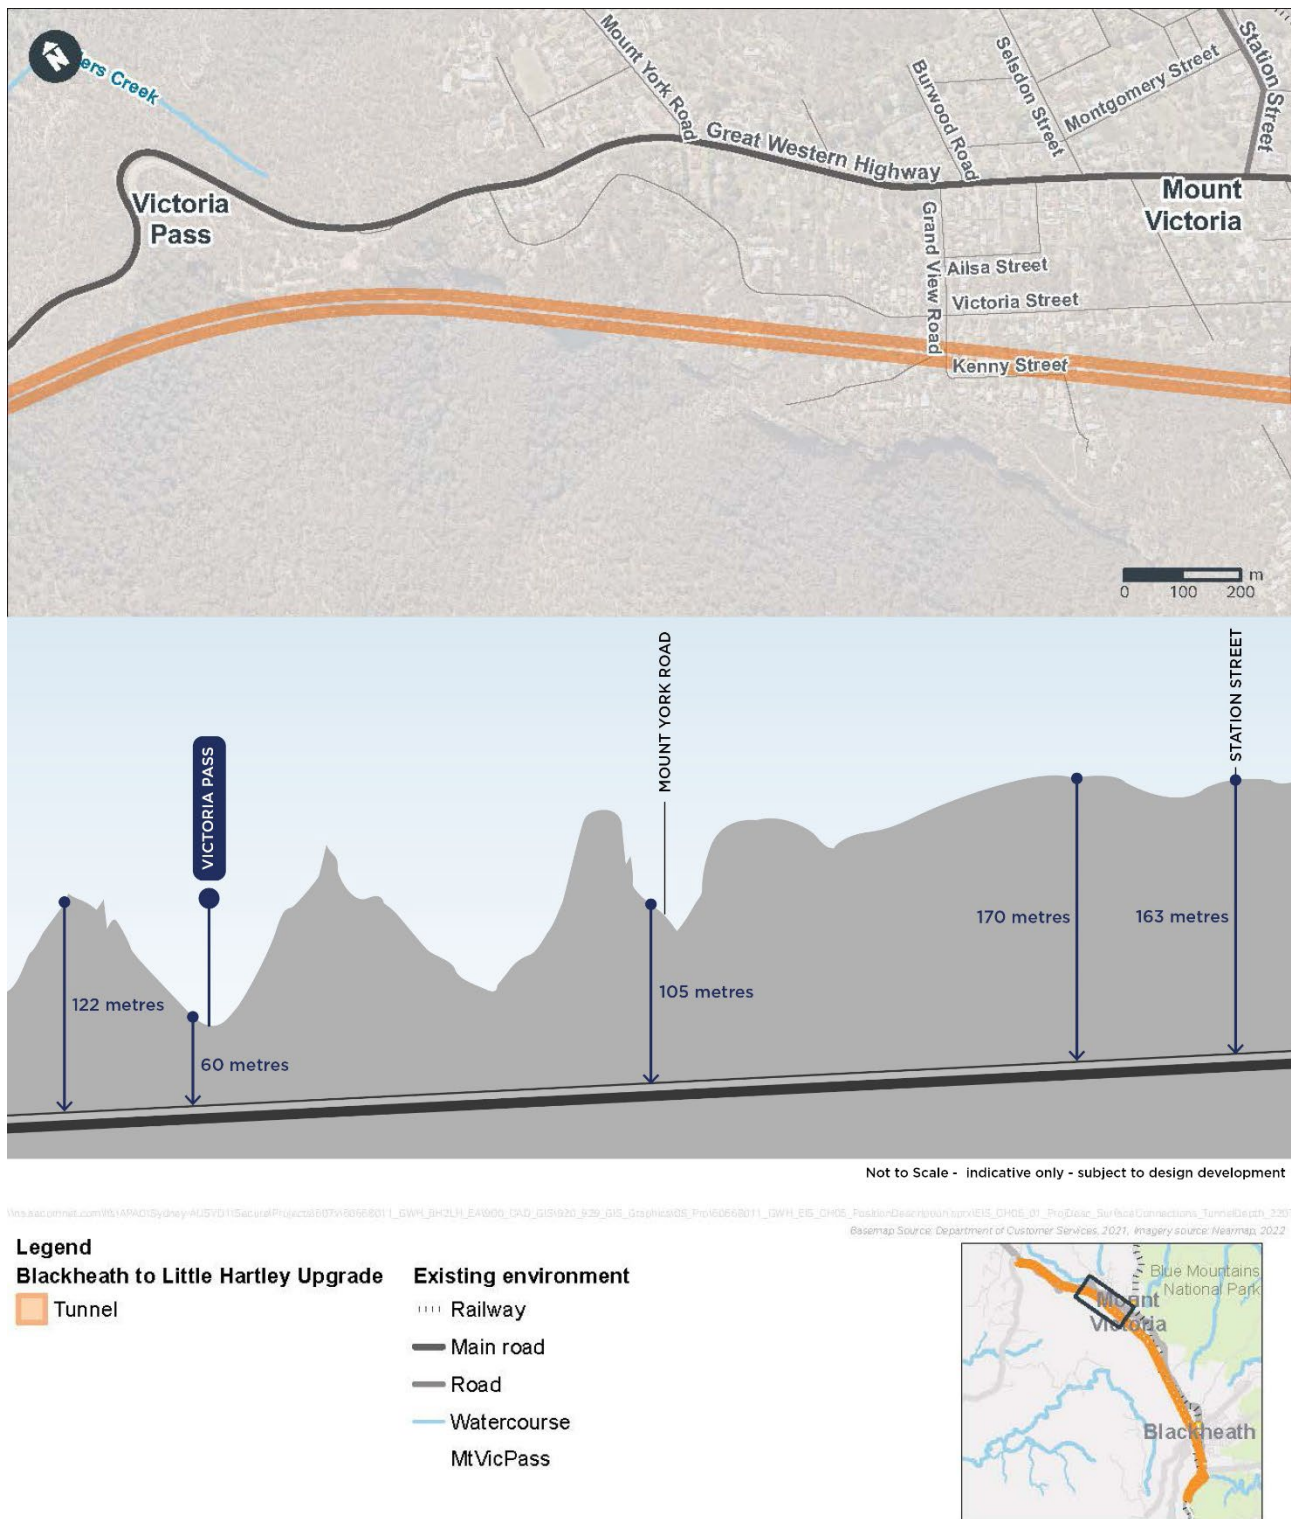 N
ers Creek
Mount York Road
Great Western Highway
Burwood Road
Selsdon Street
Montgomery Street
Station Street
Victoria
Pass
Mount
Victoria
Grand View Road
Ailsa Street
Victoria Street
Kenny Street
m
0 100 200
VICTORIA PASS
MOUNT YORK ROAD
STATION STREET
122 metres
60 metres
105 metres
170 metres
163 metres
Not to Scale - indicative only - subject to design development
Basemap Source: Department of Customer Services, 2021, Imagery source: Nearmap, 2022
Legend
Blackheath to Little Hartley Upgrade
Tunnel
Existing environment
Railway
Main road
Road
Watercourse
MtVicPass
Blue Mountains
National Park
Mount
Victoria
Blackheath